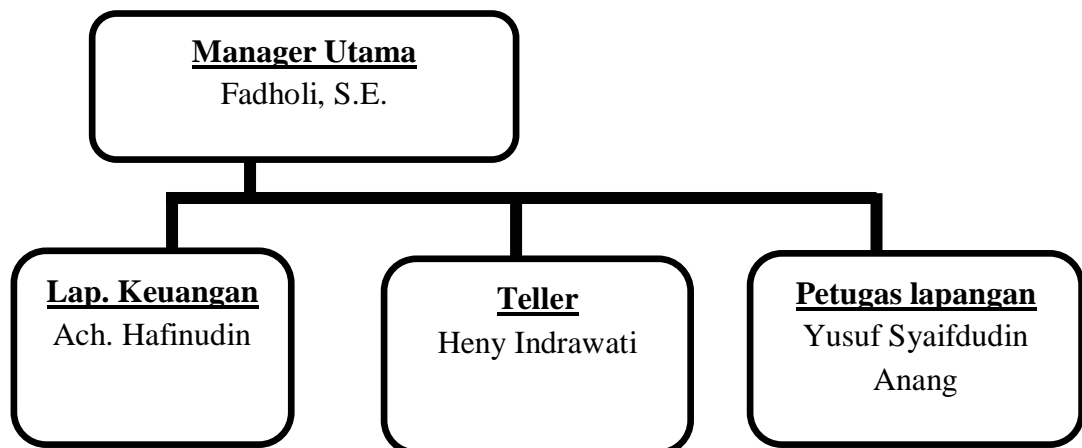 Manager Utama
Fadholi, S.E.
Lap. Keuangan
Ach. Hafinudin
Teller
Heny Indrawati
Petugas lapangan
Yusuf Syaifdudin
Anang